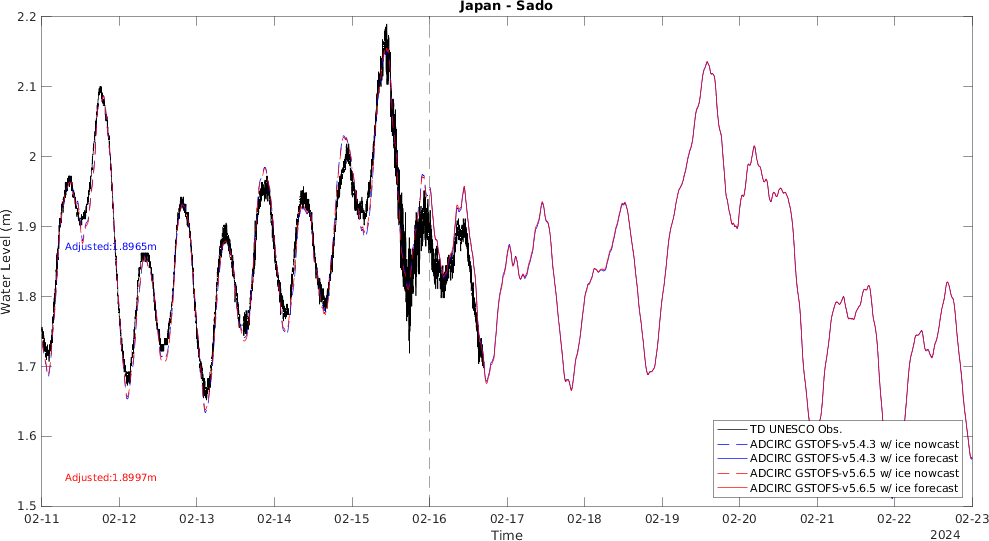 Japan - Sado
Water Level (m)
2.2
2.1
2
1.9
1.8
1.7
1.6
1.5
Adjusted:1.8965m
Adjusted:1.8997m
TD UNESCO Obs.
ADCIRC GSTOFS-v5.4.3 w/ ice nowcast
ADCIRC GSTOFS-v5.4.3 w/ ice forecast
ADCIRC GSTOFS-v5.6.5 w/ ice nowcast
ADCIRC GSTOFS-v5.6.5 w/ ice forecast
02-11 02-12 02-13 02-14 02-15 02-16 02-17 02-18 02-19 02-20 02-21 02-22 02-23
Time
2024